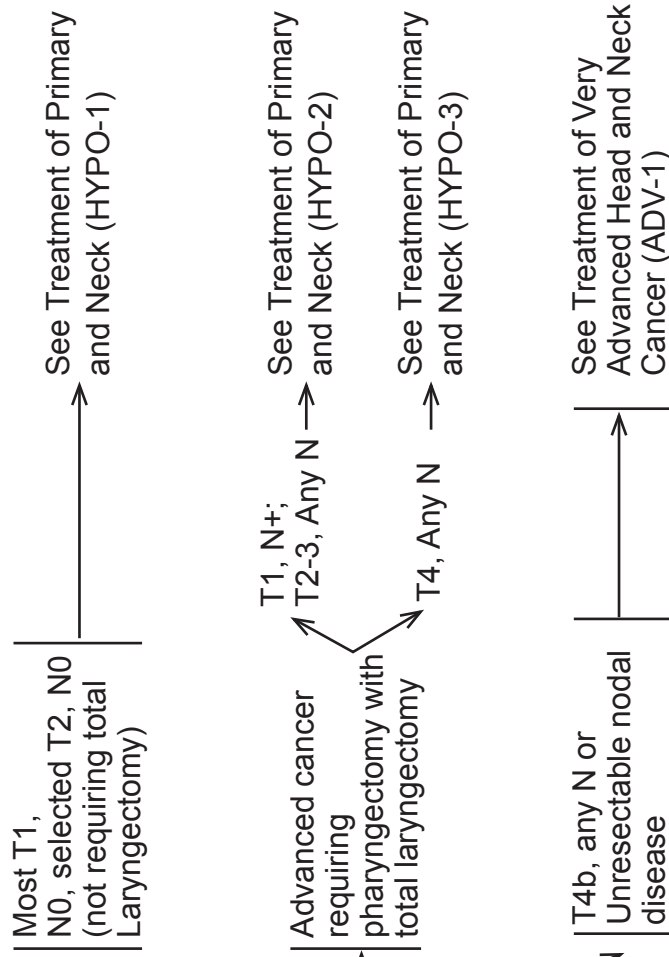 Most T1,
N0, selected T2, N0
(not requiring total
Laryngectomy)
See Treatment of Primary
and Neck (HYPO-1)
Advanced cancer
requiring
pharyngectomy with
total laryngectomy
T1, N+;
T2-3, Any N
See Treatment of Primary
and Neck (HYPO-2)
T4, Any N
See Treatment of Primary
and Neck (HYPO-3)
T4b, any N or
Unresectable nodal
disease
See Treatment of Very
Advanced Head and Neck
Cancer (ADV-1)